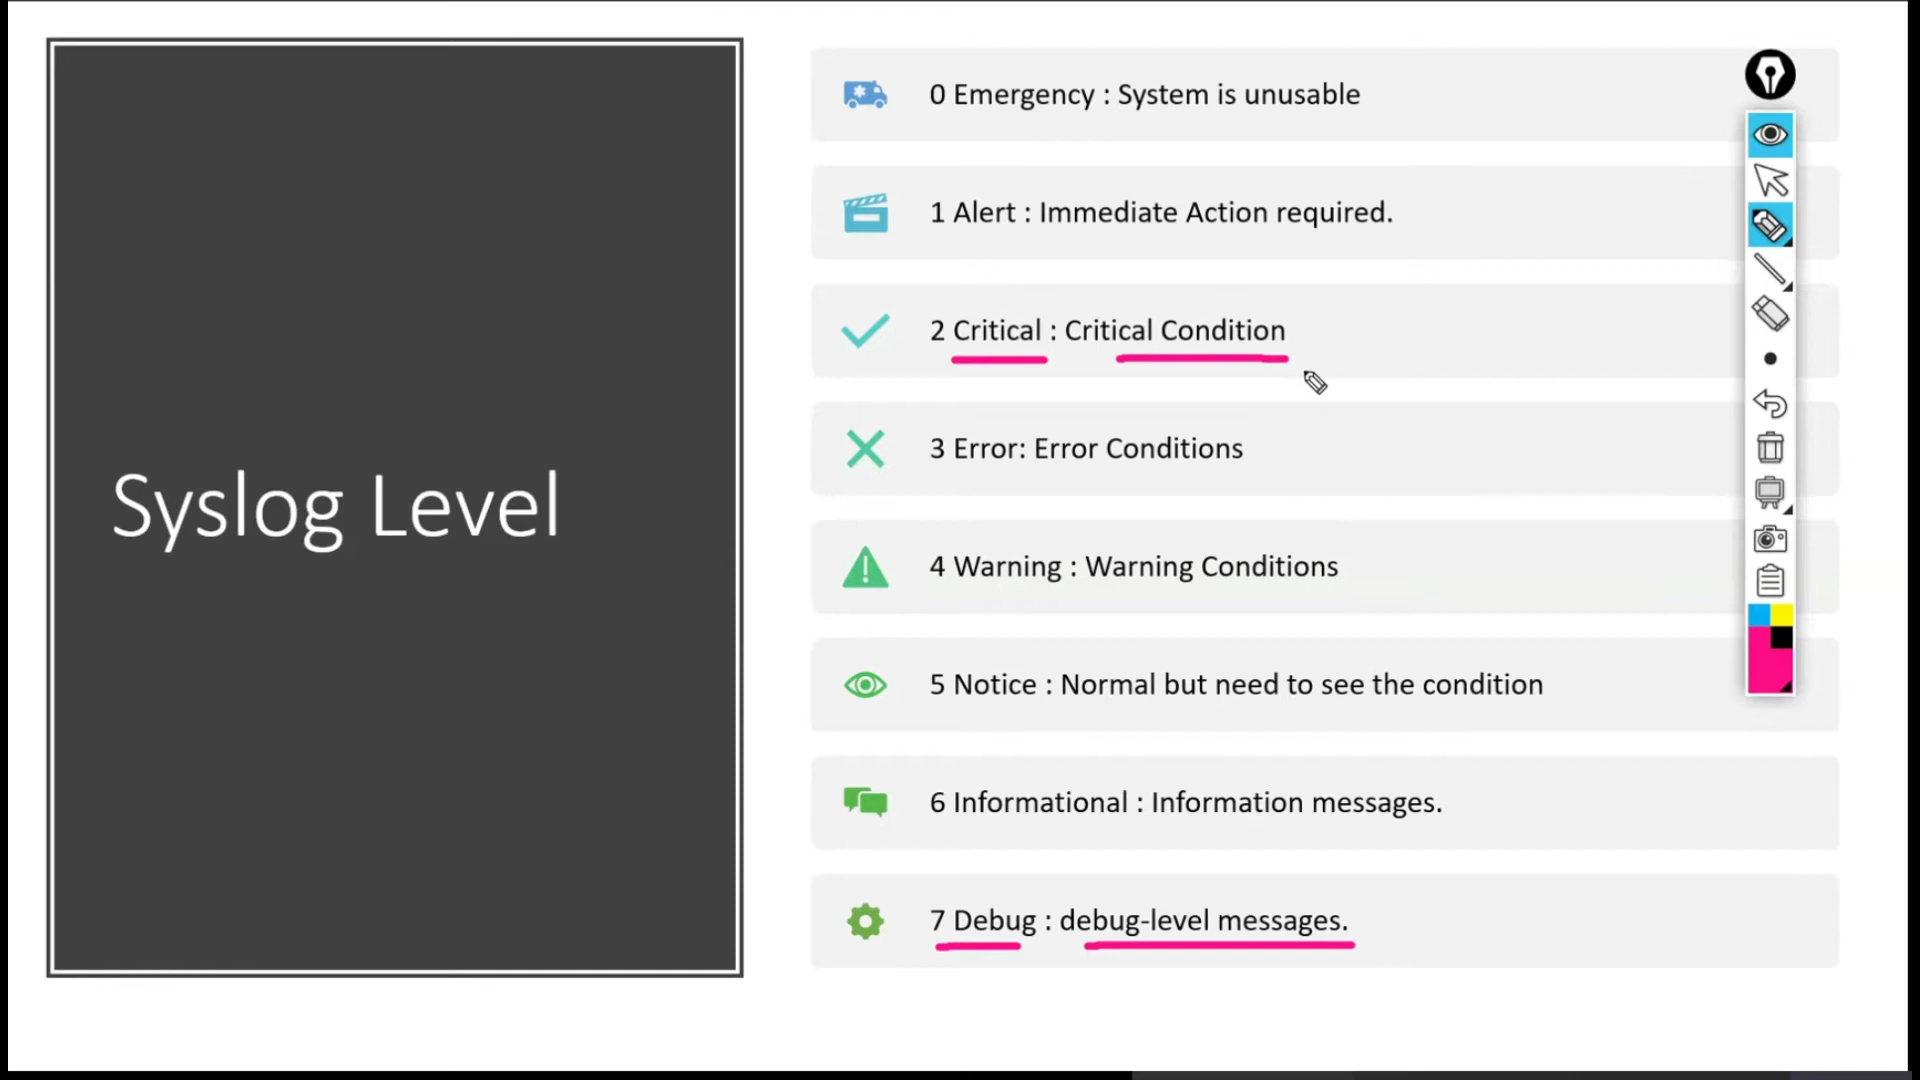 Syslog Level
0 Emergency : System is unusable
1 Alert : Immediate Action required.
2 Critical : Critical Condition
3 Error: Error Conditions
4 Warning : Warning Conditions
5 Notice : Normal but need to see the condition
6 Informational : Information messages.
7 Debug : debug-level messages.